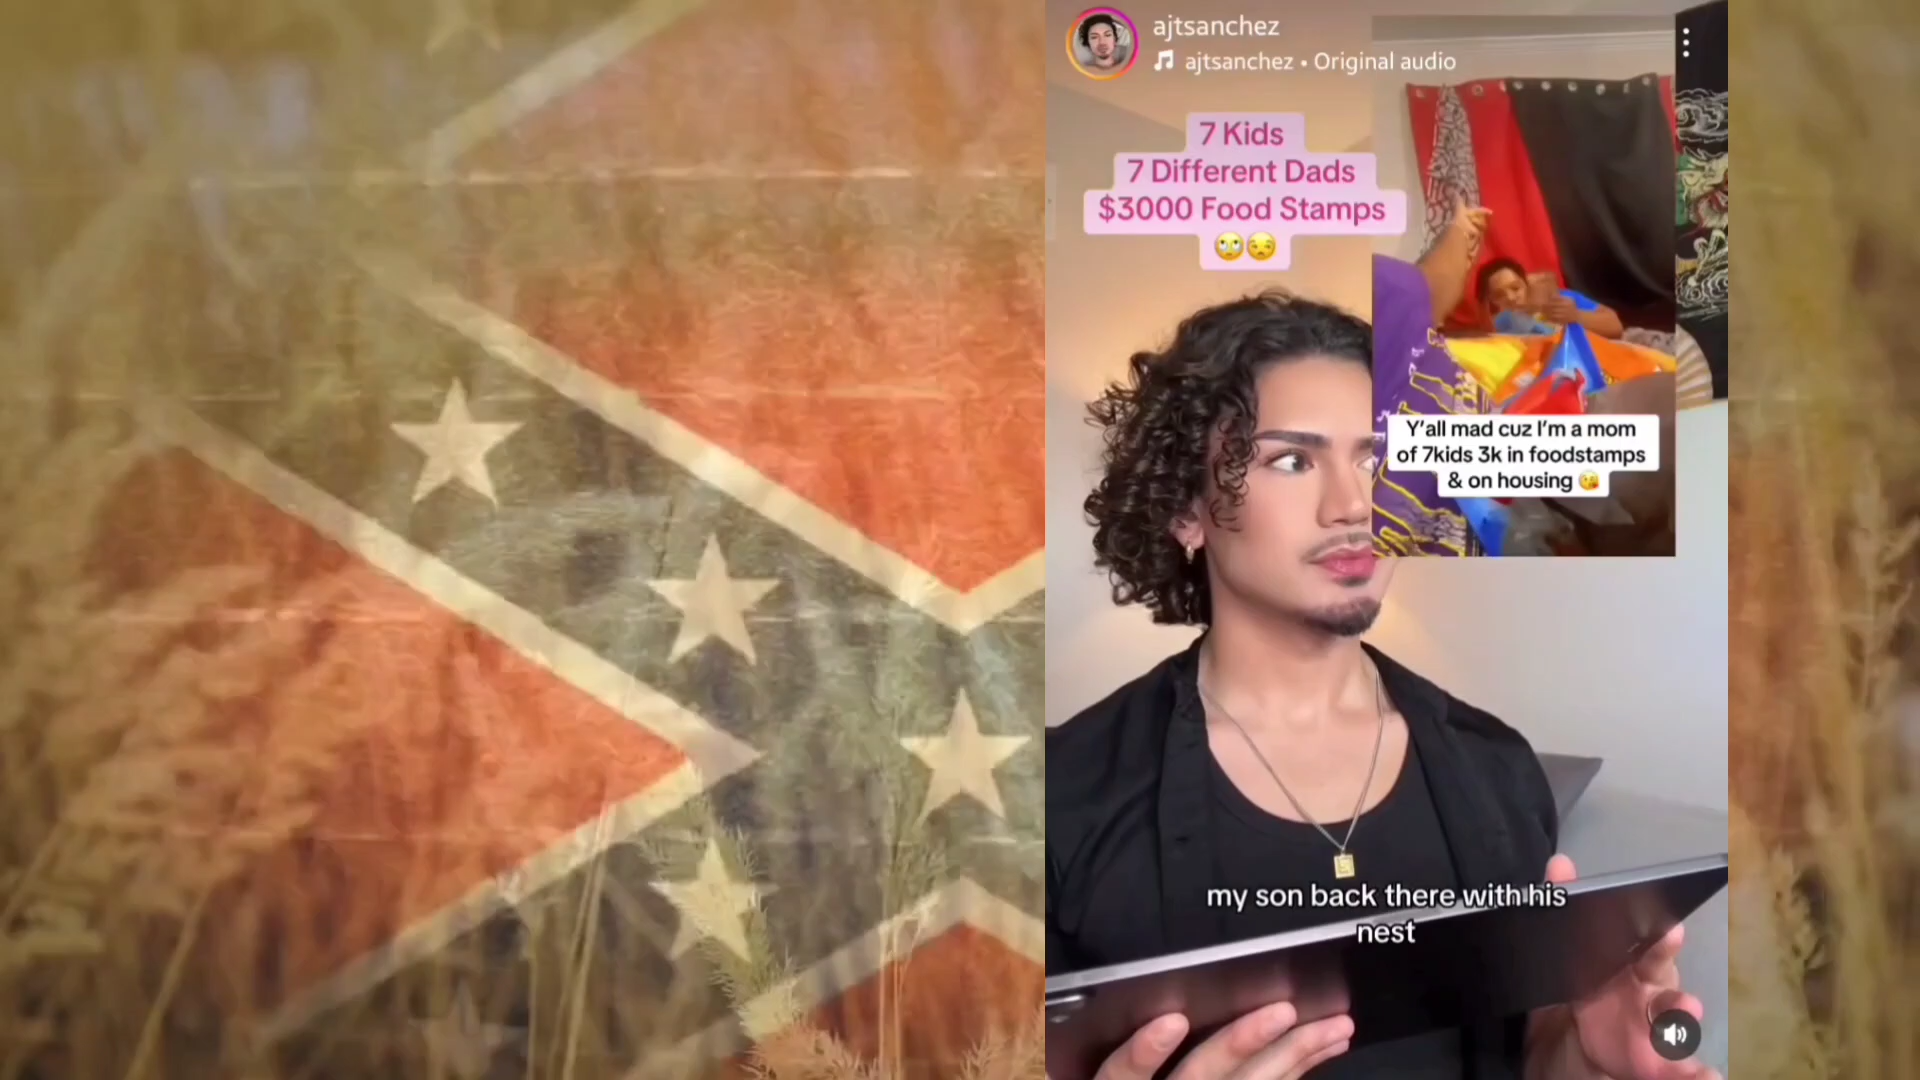 ajtsanchez
ajtsanchez • Original audio
7 Kids
7 Different Dads
$3000 Food Stamps
🙄😒
Y'all mad cuz I'm a mom
of 7kids 3k in foodstamps
& on housing 😘
my son back there with his
nest